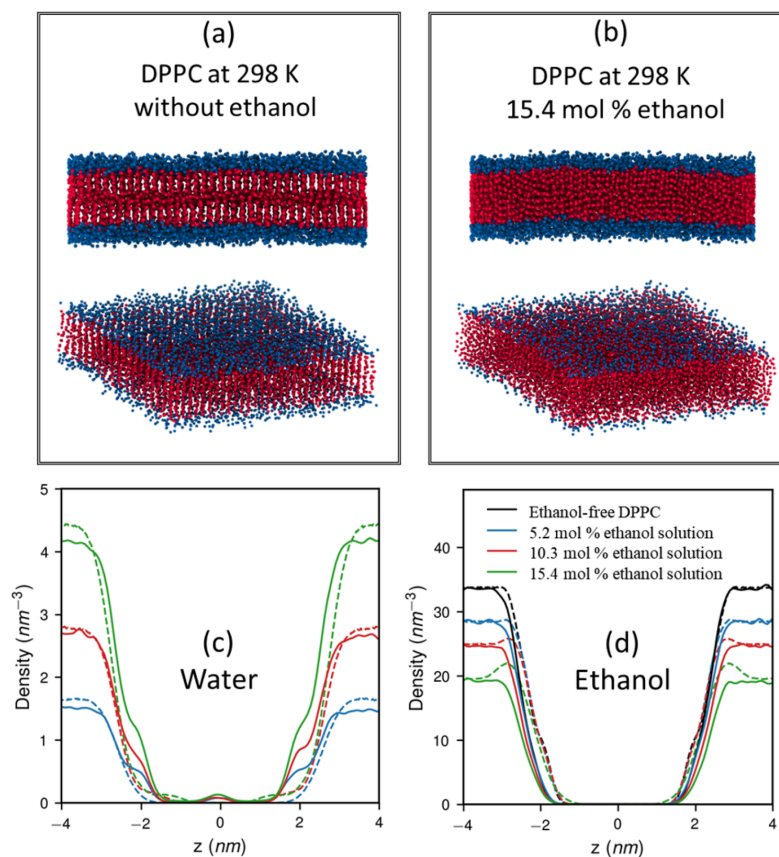 (a)
DPPC at 298 K
without ethanol
(b)
DPPC at 298 K
15.4 mol % ethanol
5
4
3
2
1
0
Density (nm⁻³)
(c)
Water
−4
−2
0
2
4
z (nm)
40
30
20
10
0
Density (nm⁻³)
Ethanol-free DPPC
5.2 mol % ethanol solution
10.3 mol % ethanol solution
15.4 mol % ethanol solution
(d)
Ethanol
−4
−2
0
2
4
z (nm)